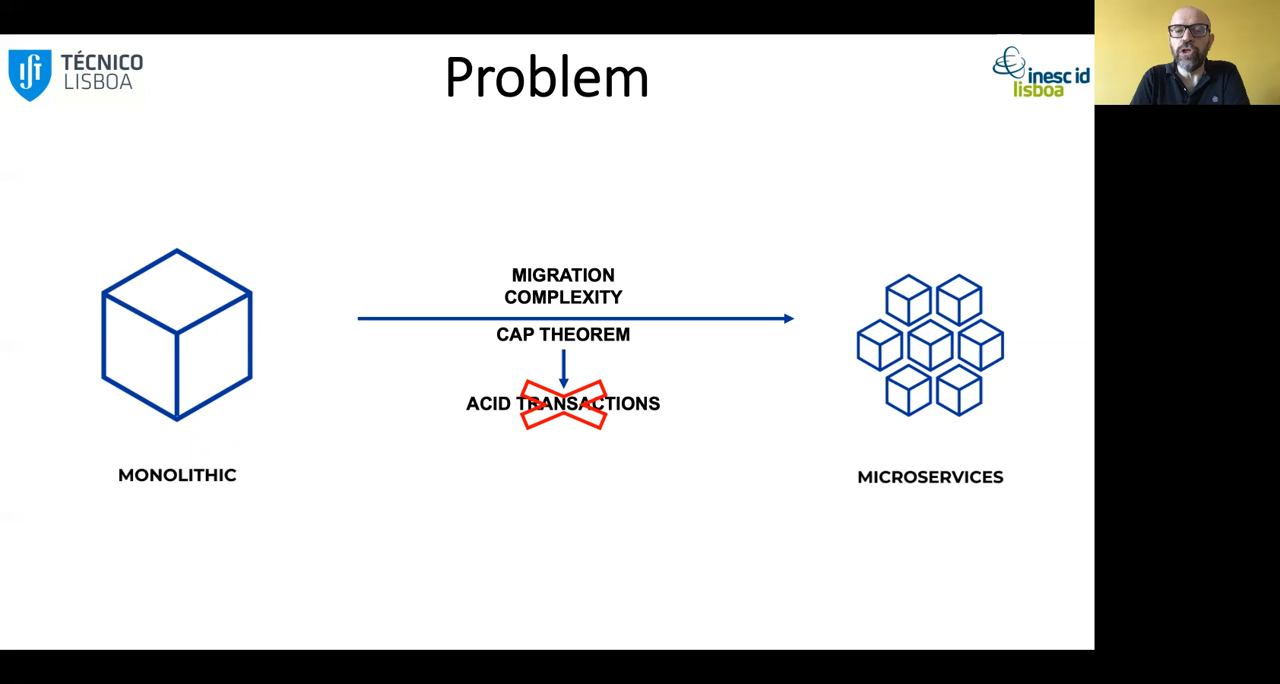 TÉCNICO
LISBOA
Problem
inesc id
lisboa
MIGRATION
COMPLEXITY
CAP THEOREM
ACID TRANSACTIONS
MONOLITHIC
MICROSERVICES